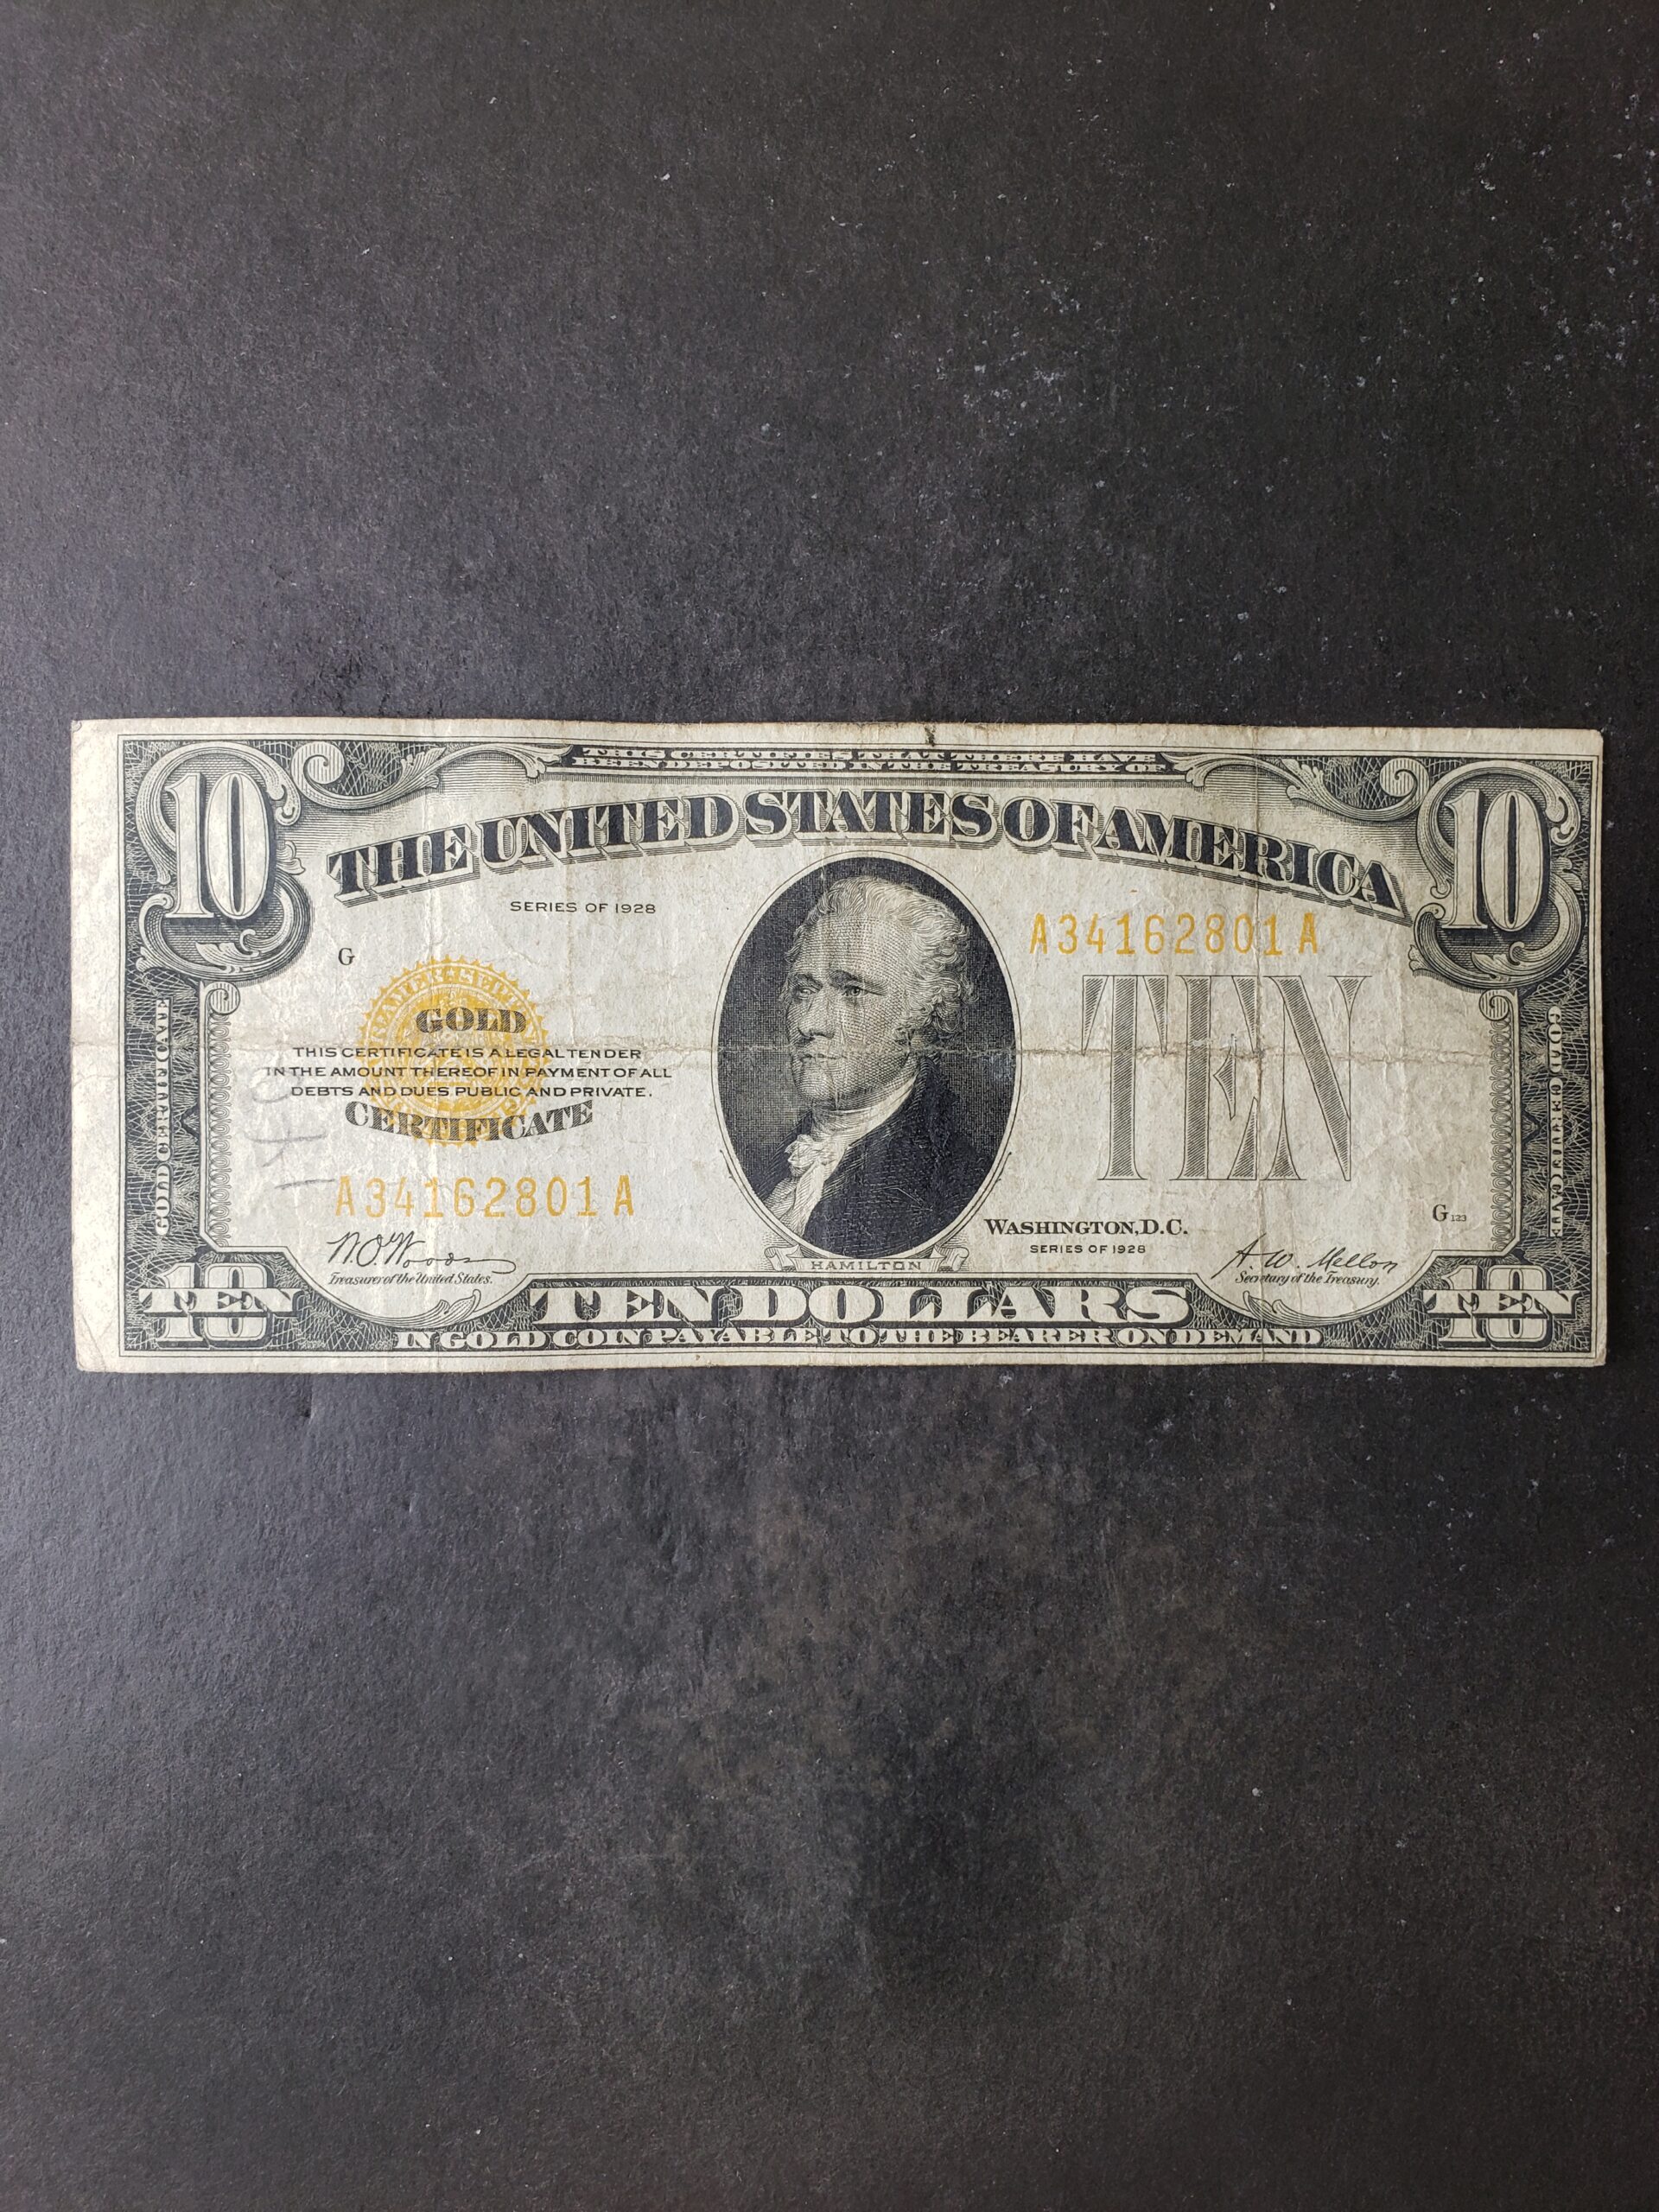 THIS CERTIFIES THAT THERE HAVE
BEEN DEPOSITED IN THE TREASURY OF
10
10
THE UNITED STATES OF AMERICA
SERIES OF 1928
A34162801A
G
TEN
GOLD
THIS CERTIFICATE IS A LEGAL TENDER
IN THE AMOUNT THEREOF IN PAYMENT OF ALL
DEBTS AND DUES PUBLIC AND PRIVATE.
CERTIFICATE
GOLD CERTIFICATE
GOLD CERTIFICATE
A34162801A
WASHINGTON, D.C.
SERIES OF 1928
G 123
W.O. Woods
Treasurer of the United States.
HAMILTON
A. W. Mellon
Secretary of the Treasury.
10
TEN
TEN DOLLARS
10
TEN
IN GOLD COIN PAYABLE TO THE BEARER ON DEMAND